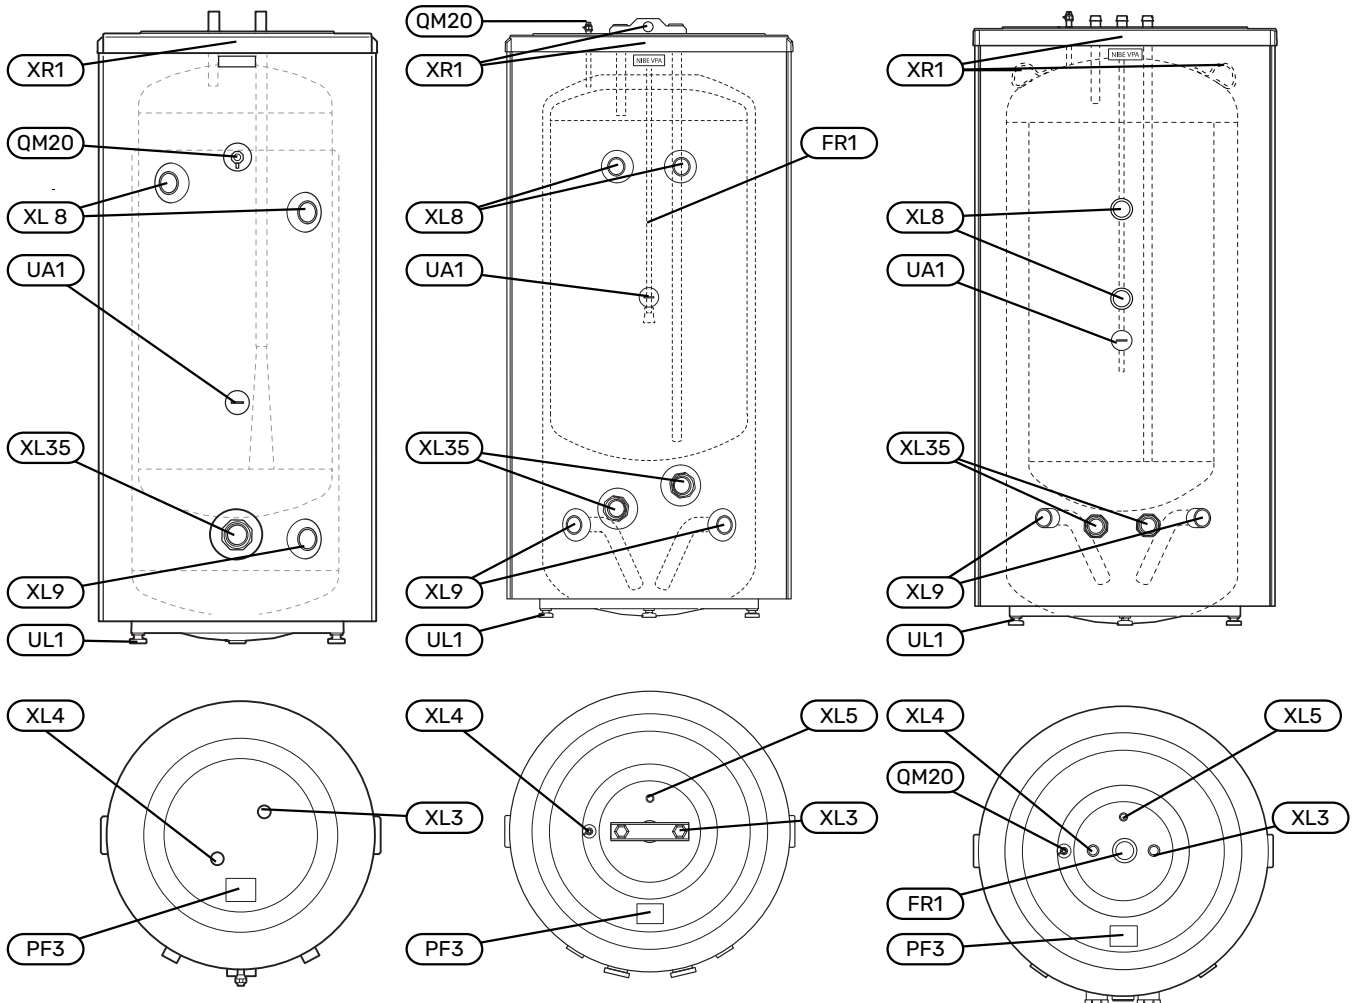 QM20
XR1
XR1
XR1
NIBE VPA
NIBE VPA
QM20
FR1
XL 8
XL8
XL8
UA1
UA1
UA1
XL35
XL35
XL35
XL9
XL9
XL9
UL1
UL1
UL1
XL4
XL4
XL5
XL4
XL5
QM20
XL3
XL3
XL3
FR1
PF3
PF3
PF3